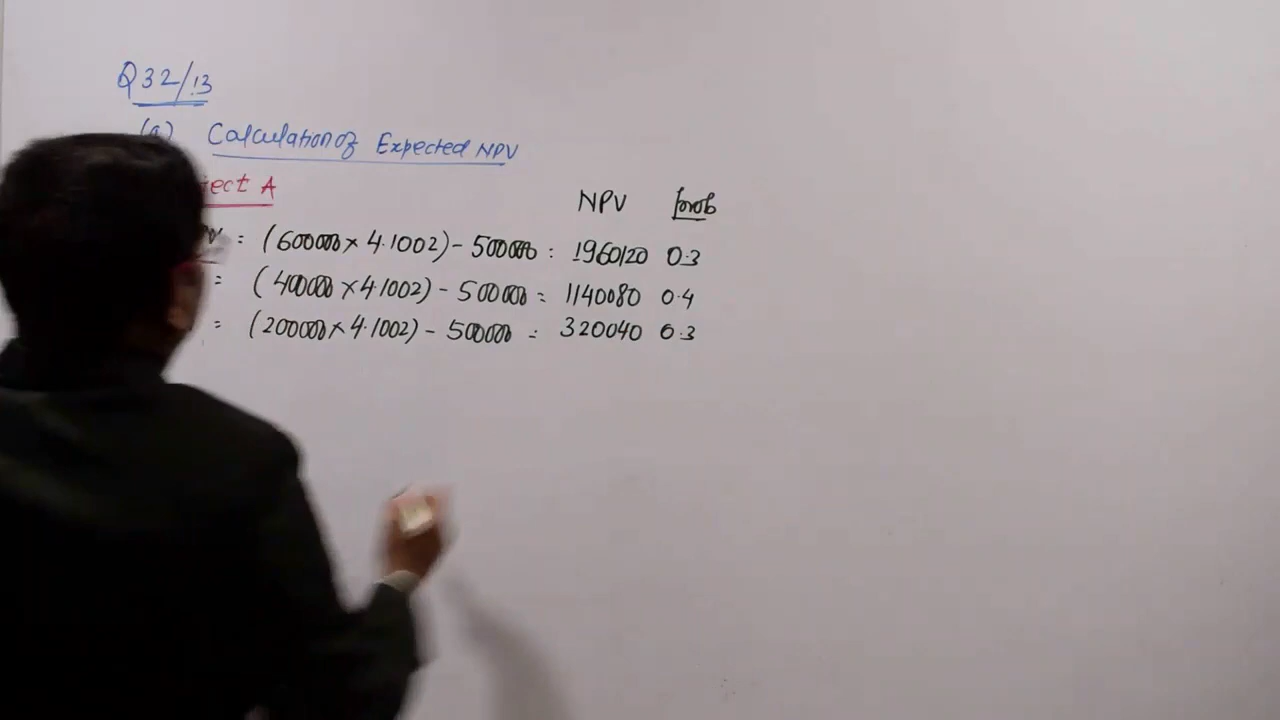 Q32/13
(a) Calculation of Expected NPV
ject A
NPV Prob
= (600000 × 4.1002) - 500000 = 1960120 0.3
= (400000 × 4.1002) - 500000 = 1140080 0.4
= (200000 × 4.1002) - 500000 = 320040 0.3